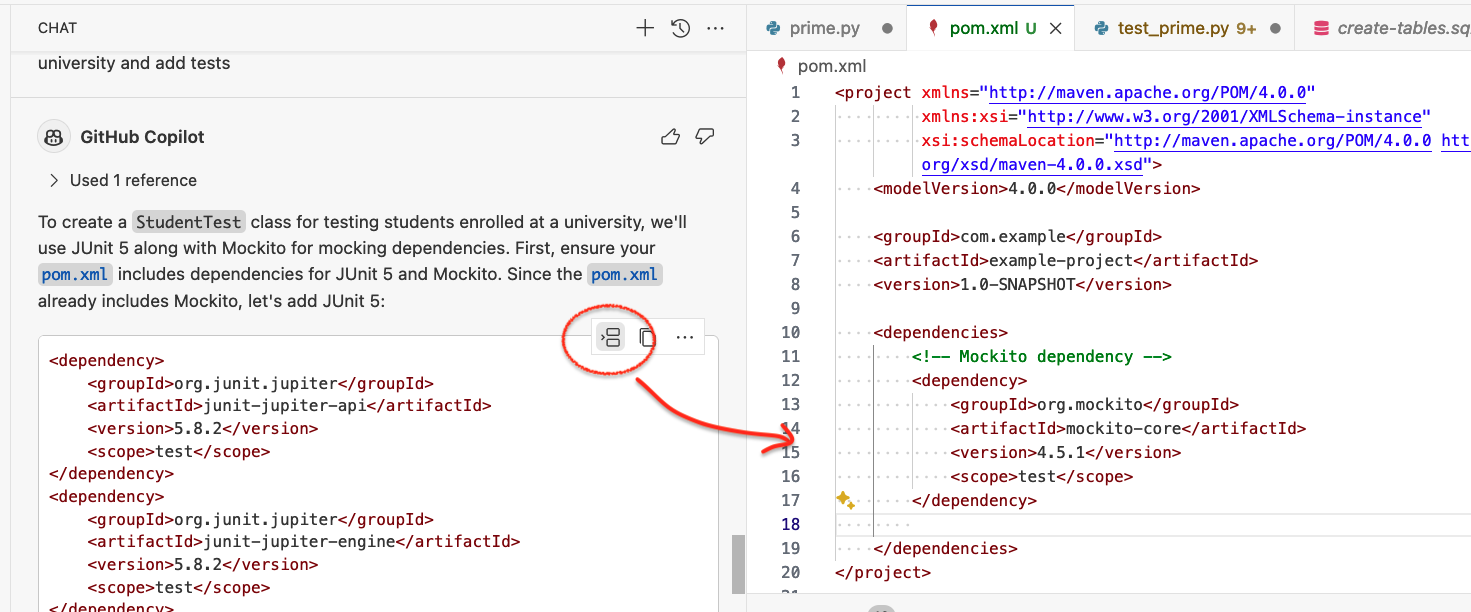 CHAT
university and add tests
GitHub Copilot
Used 1 reference
To create a StudentTest class for testing students enrolled at a university, we'll
use JUnit 5 along with Mockito for mocking dependencies. First, ensure your
pom.xml includes dependencies for JUnit 5 and Mockito. Since the pom.xml
already includes Mockito, let's add JUnit 5:
<dependency>
    <groupId>org.junit.jupiter</groupId>
    <artifactId>junit-jupiter-api</artifactId>
    <version>5.8.2</version>
    <scope>test</scope>
</dependency>
<dependency>
    <groupId>org.junit.jupiter</groupId>
    <artifactId>junit-jupiter-engine</artifactId>
    <version>5.8.2</version>
    <scope>test</scope>
</dependency>
prime.py pom.xml U test_prime.py 9+ create-tables.sq
pom.xml
1 <project xmlns="http://maven.apache.org/POM/4.0.0"
2 xmlns:xsi="http://www.w3.org/2001/XMLSchema-instance"
3 xsi:schemaLocation="http://maven.apache.org/POM/4.0.0 htt
org/xsd/maven-4.0.0.xsd">
4 <modelVersion>4.0.0</modelVersion>
5
6 <groupId>com.example</groupId>
7 <artifactId>example-project</artifactId>
8 <version>1.0-SNAPSHOT</version>
9
10 <dependencies>
11 <!-- Mockito dependency -->
12 <dependency>
13 <groupId>org.mockito</groupId>
14 <artifactId>mockito-core</artifactId>
15 <version>4.5.1</version>
16 <scope>test</scope>
17 </dependency>
18
19 </dependencies>
20 </project>
21